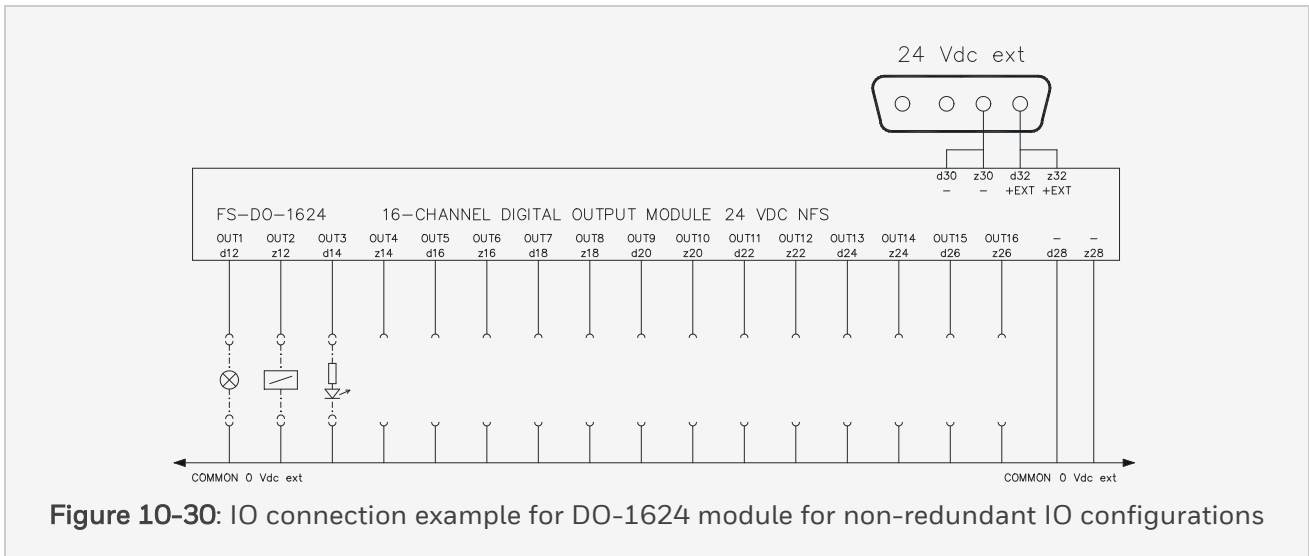 24 Vdc ext
d30 z30 d32 z32
– – +EXT +EXT
FS-DO-1624 16-CHANNEL DIGITAL OUTPUT MODULE 24 VDC NFS
OUT1 OUT2 OUT3 OUT4 OUT5 OUT6 OUT7 OUT8 OUT9 OUT10 OUT11 OUT12 OUT13 OUT14 OUT15 OUT16 – –
d12 z12 d14 z14 d16 z16 d18 z18 d20 z20 d22 z22 d24 z24 d26 z26 d28 z28
COMMON 0 Vdc ext COMMON 0 Vdc ext
Figure 10-30: IO connection example for DO-1624 module for non-redundant IO configurations